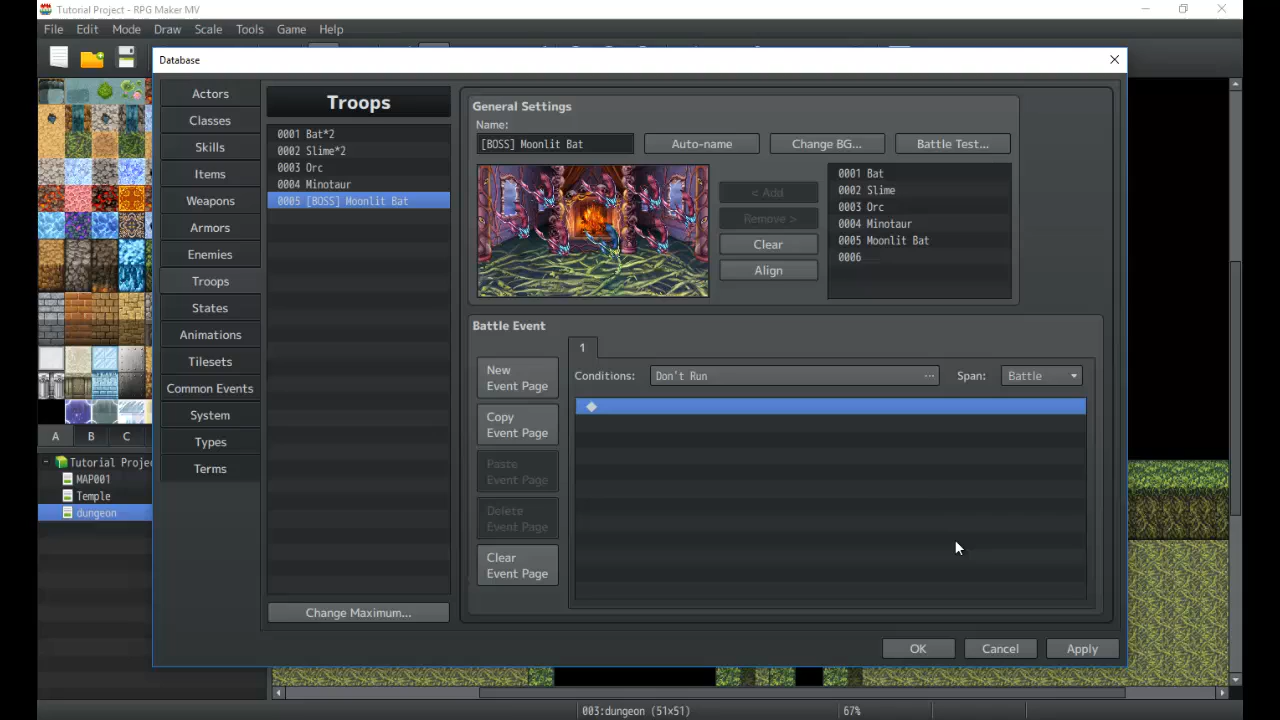 Tutorial Projects - RPG Maker MV
File Edit Mode Draw Scale Tools Game Help
Database
Actors
Classes
Skills
Items
Weapons
Armors
Enemies
Troops
States
Animations
Tilesets
Common Events
System
Types
Terms
Troops
0001 Bat*2
0002 Slime*2
0003 Orc
0004 Minotaur
0005 [BOSS] Moonlit Bat
Change Maximum...
General Settings
Name:
[BOSS] Moonlit Bat
Auto-name
Change BG...
Battle Test...
< Add
Remove >
Clear
Align
0001 Bat
0002 Slime
0003 Orc
0004 Minotaur
0005 Moonlit Bat
0006
Battle Event
1
New
Event Page
Copy
Event Page
Paste
Event Page
Delete
Event Page
Clear
Event Page
Conditions: Don't Run ...
Span: Battle
OK
Cancel
Apply
A B C
Tutorial Projec
MAP001
Temple
dungeon
003:dungeon (51×51)
67%